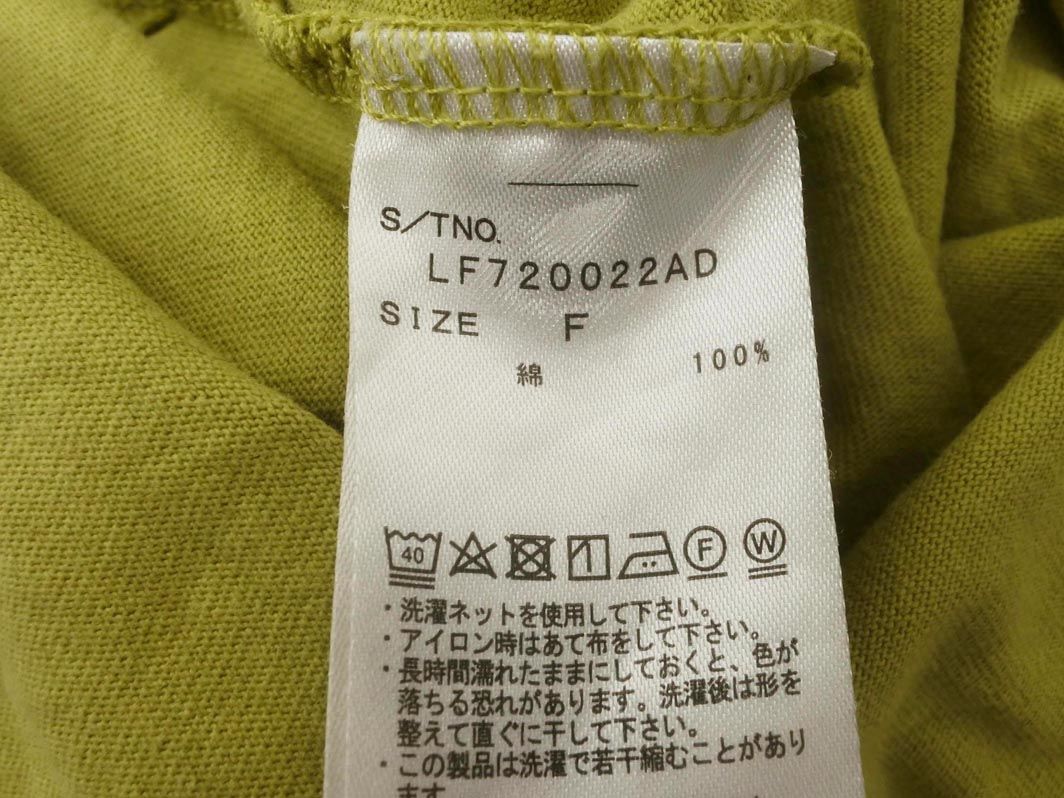 S/TNO.
LF720022AD
SIZE F
綿 100%
40 F W
・洗濯ネットを使用して下さい。
・アイロン時はあて布をして下さい。
・長時間濡れたままにしておくと、色が
落ちる恐れがあります。洗濯後は形を
整えて直ぐに干して下さい。
・この製品は洗濯で若干縮むことがあり
ます